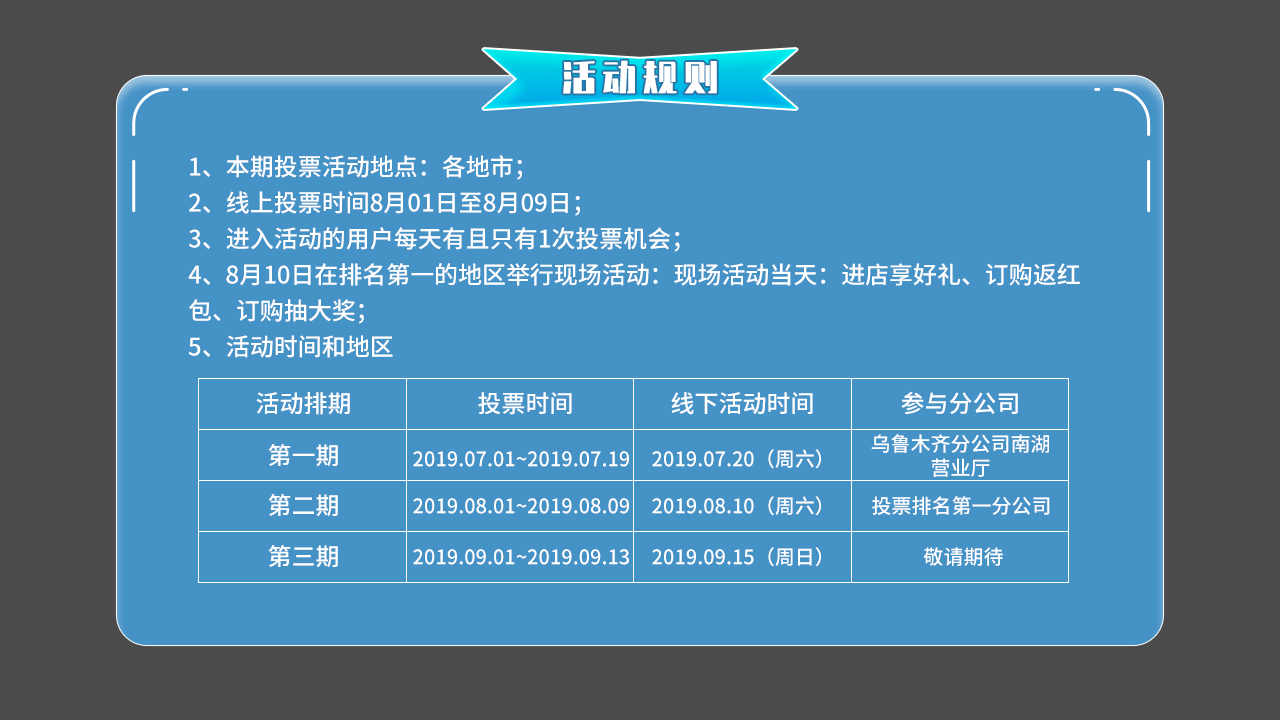 活动规则
1、本期投票活动地点：各地市；
2、线上投票时间8月01日至8月09日；
3、进入活动的用户每天有且只有1次投票机会；
4、8月10日在排名第一的地区举行现场活动：现场活动当天：进店享好礼、订购返红
包、订购抽大奖；
5、活动时间和地区
活动排期 投票时间 线下活动时间 参与分公司
第一期 2019.07.01~2019.07.19 2019.07.20（周六） 乌鲁木齐分公司南湖
营业厅
第二期 2019.08.01~2019.08.09 2019.08.10（周六） 投票排名第一分公司
第三期 2019.09.01~2019.09.13 2019.09.15（周日） 敬请期待